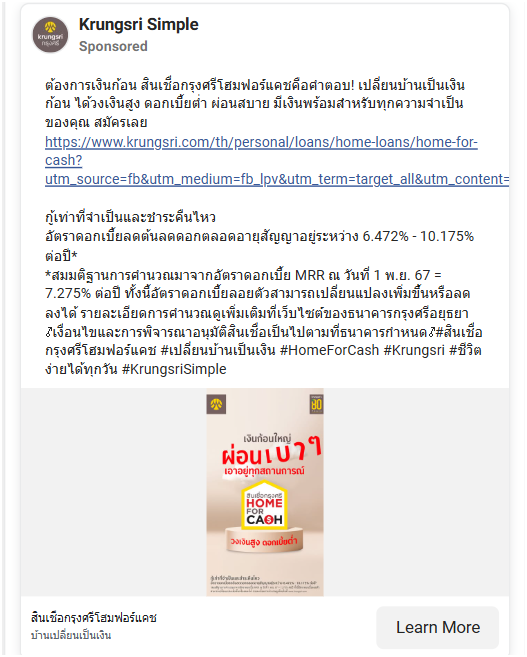 krungsri
กรุงศรี
Krungsri Simple
Sponsored
ต้องการเงินก้อน สินเชื่อกรุงศรีโฮมฟอร์แคชคือคำตอบ! เปลี่ยนบ้านเป็นเงิน
ก้อน ได้วงเงินสูง ดอกเบี้ยต่ำ ผ่อนสบาย มีเงินพร้อมสำหรับทุกความจำเป็น
ของคุณ สมัครเลย
https://www.krungsri.com/th/personal/loans/home-loans/home-for-
cash?
utm_source=fb&utm_medium=fb_lpv&utm_term=target_all&utm_content=
กู้เท่าที่จำเป็นและชำระคืนไหว
อัตราดอกเบี้ยลดต้นลดดอกตลอดอายุสัญญาอยู่ระหว่าง 6.472% - 10.175%
ต่อปี*
*สมมติฐานการคำนวณมาจากอัตราดอกเบี้ย MRR ณ วันที่ 1 พ.ย. 67 =
7.275% ต่อปี ทั้งนี้อัตราดอกเบี้ยลอยตัวสามารถเปลี่ยนแปลงเพิ่มขึ้นหรือลด
ลงได้ รายละเอียดการคำนวณดูเพิ่มเติมที่เว็บไซต์ของธนาคารกรุงศรีอยุธยา
เงื่อนไขและการพิจารณาอนุมัติสินเชื่อเป็นไปตามที่ธนาคารกำหนด #สินเชื่อ
กรุงศรีโฮมฟอร์แคช #เปลี่ยนบ้านเป็นเงิน #HomeForCash #Krungsri #ชีวิต
ง่ายได้ทุกวัน #KrungsriSimple
80
เงินก้อนใหญ่
ผ่อนเบาๆ
เอาอยู่ทุกสถานการณ์
สินเชื่อกรุงศรี
HOME
FOR
CA$H
วงเงินสูง ดอกเบี้ยต่ำ
กู้เท่าที่จำเป็นและชำระคืนไหว
สินเชื่อกรุงศรีโฮมฟอร์แคช
บ้านเปลี่ยนเป็นเงิน
Learn More